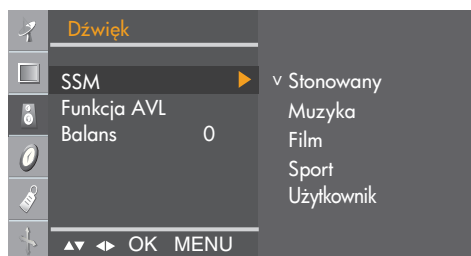 Dźwięk
SSM
Funkcja AVL
Balans 0
▲▼ ◄► OK MENU
v Stonowany
Muzyka
Film
Sport
Użytkownik